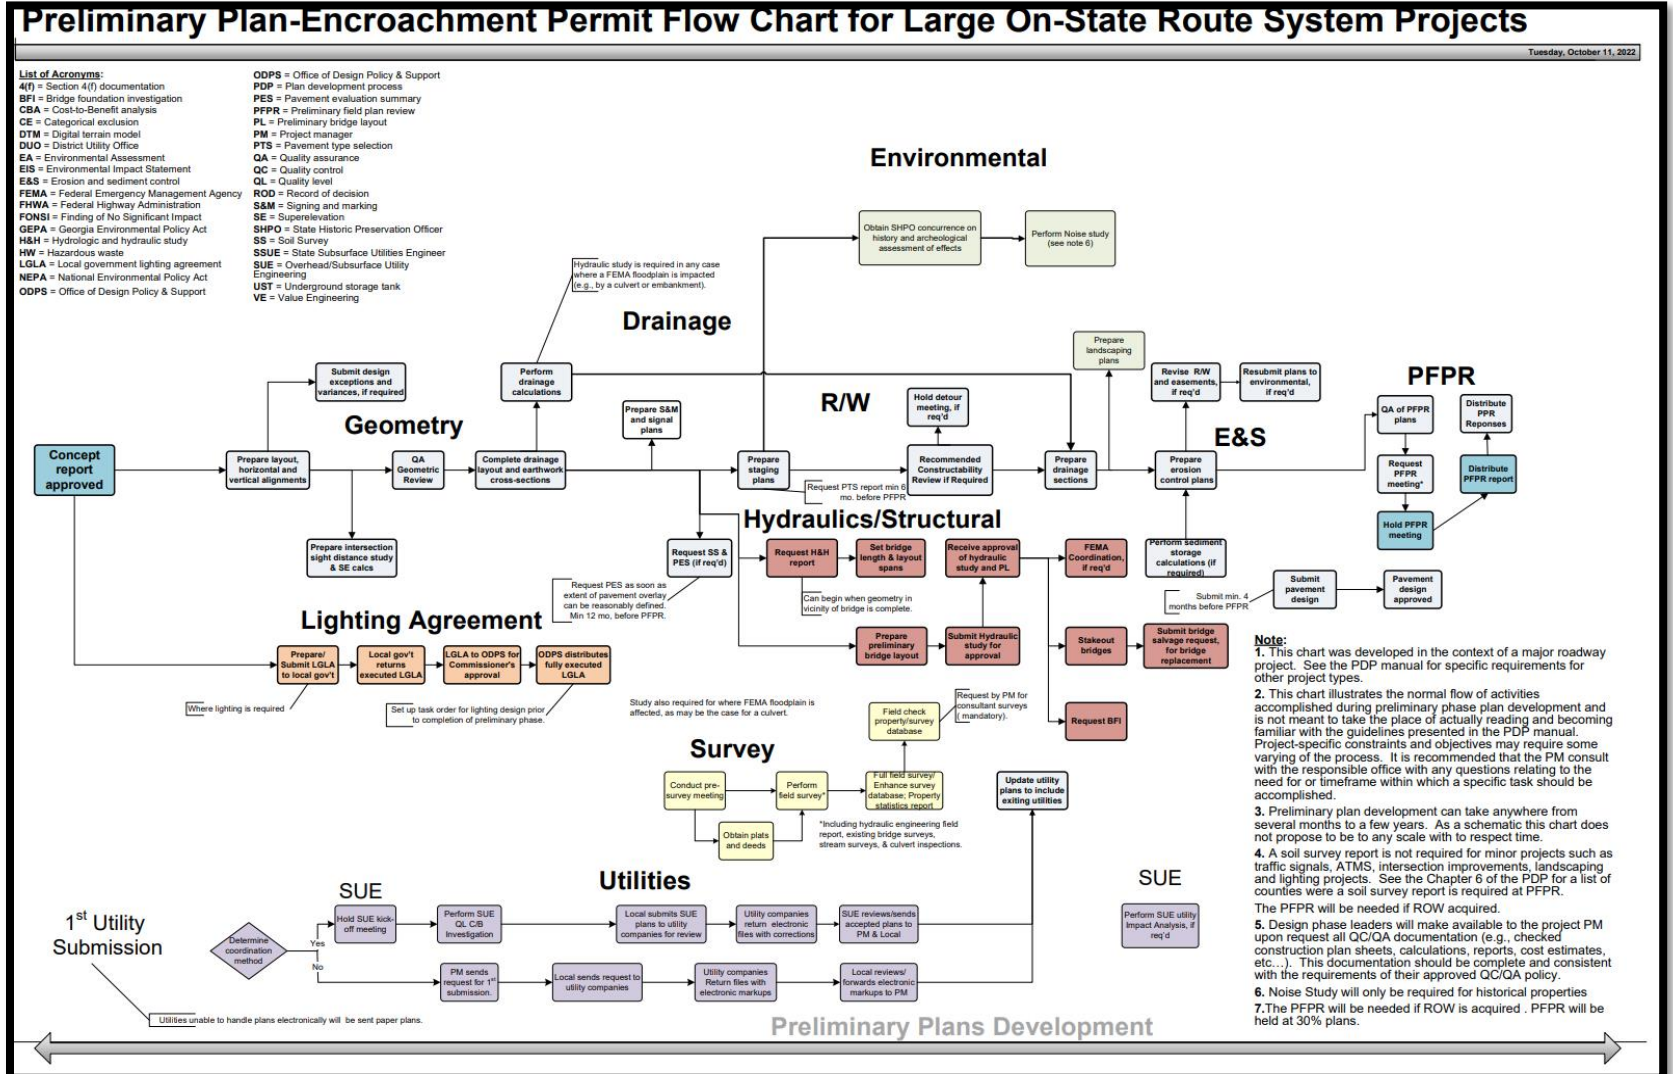 Preliminary Plan-Encroachment Permit Flow Chart for Large On-State Route System Projects
Tuesday, October 11, 2022
List of Acronyms:
4(f) = Section 4(f) documentation
BFI = Bridge foundation investigation
CBA = Cost-to-Benefit analysis
CE = Categorical exclusion
DTM = Digital terrain model
DUO = District Utility Office
EA = Environmental Assessment
EIS = Environmental Impact Statement
E&S = Erosion and sediment control
FEMA = Federal Emergency Management Agency
FHWA = Federal Highway Administration
FONSI = Finding of No Significant Impact
GEPA = Georgia Environmental Policy Act
H&H = Hydrologic and hydraulic study
HW = Hazardous waste
LGLA = Local government lighting agreement
NEPA = National Environmental Policy Act
ODPS = Office of Design Policy & Support
ODPS = Office of Design Policy & Support
PDP = Plan development process
PES = Pavement evaluation summary
PFPR = Preliminary field plan review
PL = Preliminary bridge layout
PM = Project manager
PTS = Pavement type selection
QA = Quality assurance
QC = Quality control
QL = Quality level
ROD = Record of decision
S&M = Signing and marking
SE = Superelevation
SHPO = State Historic Preservation Officer
SS = Soil Survey
SSUE = State Subsurface Utilities Engineer
SUE = Overhead/Subsurface Utility
Engineering
UST = Underground storage tank
VE = Value Engineering
Environmental
Obtain SHPO concurrence on
history and archeological
assessment of effects
Perform Noise study
(see note 6)
Hydraulic study is required in any case
where a FEMA floodplain is impacted
(e.g., by a culvert or embankment).
Drainage
Prepare
landscaping
plans
Submit design
exceptions and
variances, if required
Perform
drainage
calculations
Revise R/W
and easements,
if req'd
Resubmit plans to
environmental,
if req'd
PFPR
R/W
Hold detour
meeting, if
req'd
Prepare S&M
and signal
plans
Geometry
QA of PFPR
plans
Distribute
PPR
Reponses
E&S
Concept
report
approved
Prepare layout,
horizontal and
vertical alignments
QA
Geometric
Review
Complete drainage
layout and earthwork
cross-sections
Prepare
staging
plans
Recommended
Constructability
Review if Required
Prepare
drainage
sections
Prepare
erosion
control plans
Request
PFPR
meeting*
Distribute
PFPR report
Request PTS report min 6
mo. before PFPR
Hold PFPR
meeting
Hydraulics/Structural
Prepare intersection
sight distance study
& SE calcs
Request SS &
PES (if req'd)
Request H&H
report
Set bridge
length & layout
spans
Receive approval
of hydraulic
study and PL
FEMA
Coordination,
if req'd
Perform sediment
storage
calculations (if
required)
Submit
pavement
design
Pavement
design
approved
Request PES as soon as
extent of pavement overlay
can be reasonably defined.
Min 12 mo, before PFPR.
Can begin when geometry in
vicinity of bridge is complete.
Submit min. 4
months before PFPR
Lighting Agreement
Prepare
preliminary
bridge layout
Submit Hydraulic
study for
approval
Stakeout
bridges
Submit bridge
salvage request,
for bridge
replacement
Prepare/
Submit LGLA
to local gov't
Local gov't
returns
executed LGLA
LGLA to ODPS for
Commissioner's
approval
ODPS distributes
fully executed
LGLA
Where lighting is required
Set up task order for lighting design prior
to completion of preliminary phase.
Study also required for where FEMA floodplain is
affected, as may be the case for a culvert.
Request by PM for
consultant surveys
( mandatory).
Field check
property/survey
database
Request BFI
Survey
Conduct pre-
survey meeting
Perform
field survey*
Full field survey/
Enhance survey
database; Property
statistics report
Update utility
plans to include
exiting utilities
Obtain plats
and deeds
*Including hydraulic engineering field
report, existing bridge surveys,
stream surveys, & culvert inspections.
Note:
1. This chart was developed in the context of a major roadway
project. See the PDP manual for specific requirements for
other project types.
2. This chart illustrates the normal flow of activities
accomplished during preliminary phase plan development and
is not meant to take the place of actually reading and becoming
familiar with the guidelines presented in the PDP manual.
Project-specific constraints and objectives may require some
varying of the process. It is recommended that the PM consult
with the responsible office with any questions relating to the
need for or timeframe within which a specific task should be
accomplished.
3. Preliminary plan development can take anywhere from
several months to a few years. As a schematic this chart does
not propose to be to any scale with to respect time.
4. A soil survey report is not required for minor projects such as
traffic signals, ATMS, intersection improvements, landscaping
and lighting projects. See the Chapter 6 of the PDP for a list of
counties were a soil survey report is required at PFPR.
The PFPR will be needed if ROW acquired.
5. Design phase leaders will make available to the project PM
upon request all QC/QA documentation (e.g., checked
construction plan sheets, calculations, reports, cost estimates,
etc...). This documentation should be complete and consistent
with the requirements of their approved QC/QA policy.
6. Noise Study will only be required for historical properties
7.The PFPR will be needed if ROW is acquired . PFPR will be
held at 30% plans.
Utilities
SUE
SUE
1st Utility
Submission
Determine
coordination
method
Yes
No
Hold SUE kick-
off meeting
Perform SUE
QL C/B
Investigation
Local submits SUE
plans to utility
companies for review
Utility companies
return electronic
files with corrections
SUE reviews/sends
accepted plans to
PM & Local
Perform SUE utility
Impact Analysis, if
req'd
PM sends
request for 1st
submission.
Local sends request to
utility companies
Utility companies
Return files with
electronic markups
Local reviews/
forwards electronic
markups to PM
Utilities unable to handle plans electronically will be sent paper plans.
Preliminary Plans Development